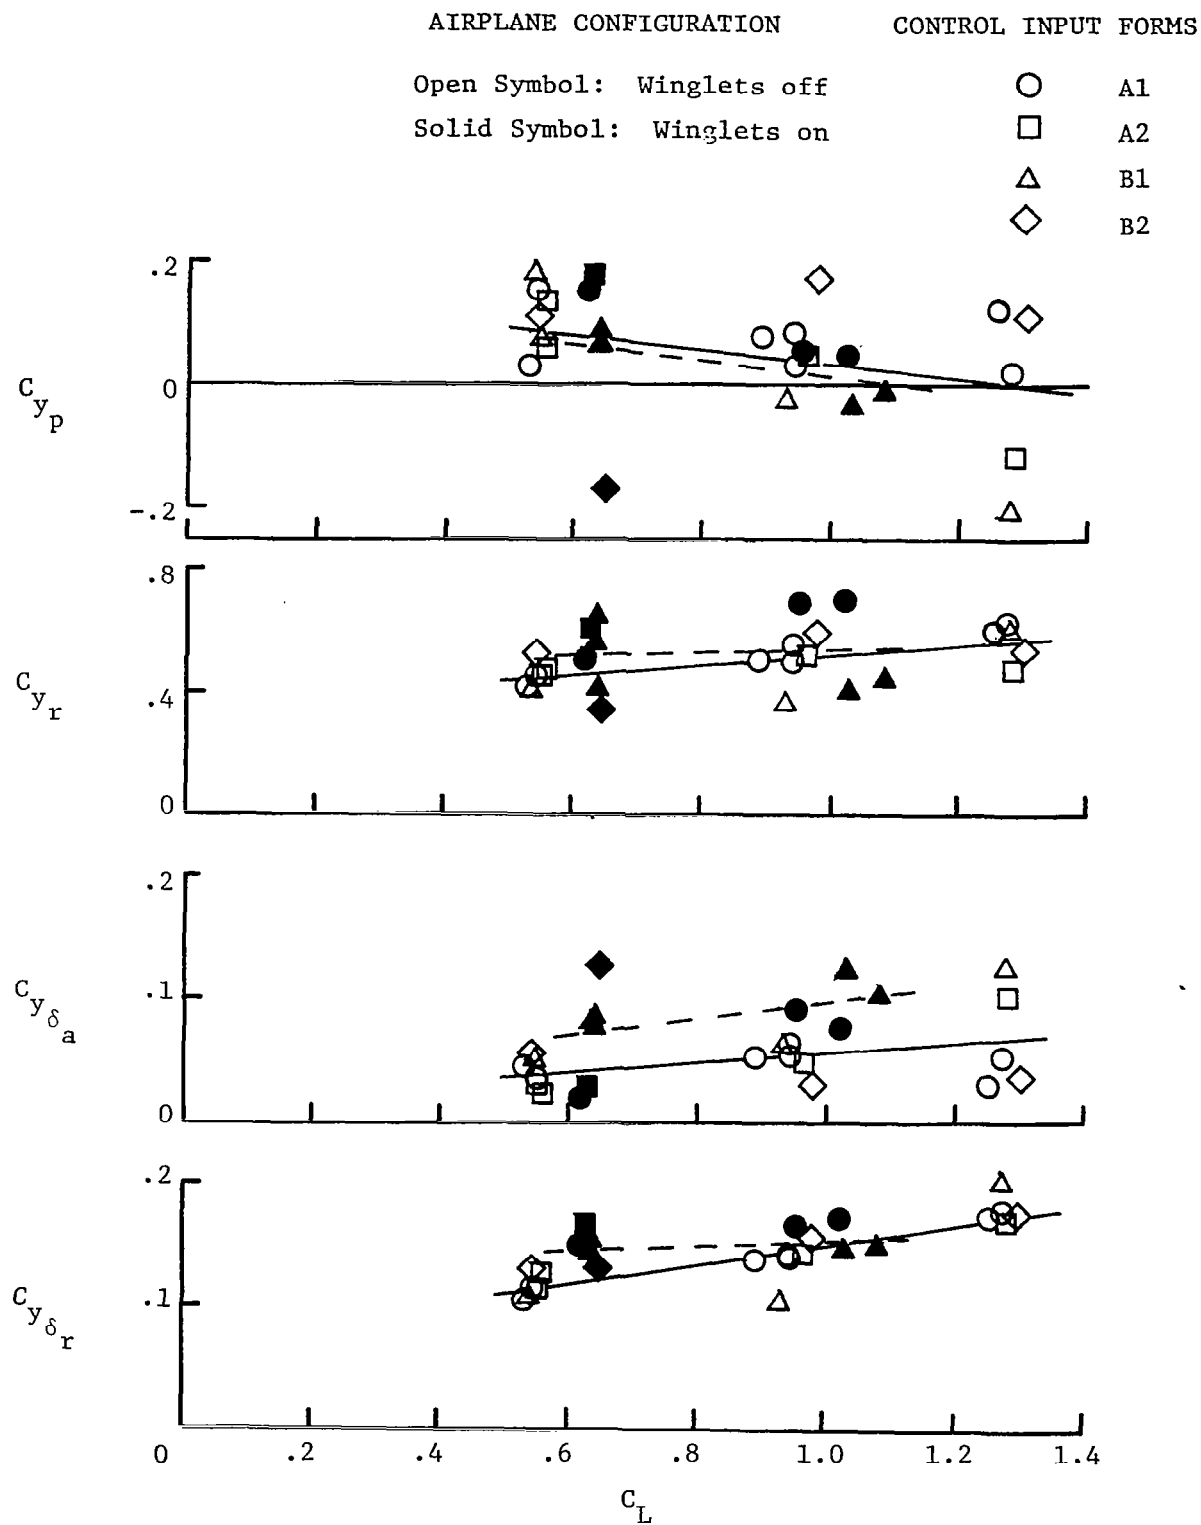 AIRPLANE CONFIGURATION
CONTROL INPUT FORMS
Open Symbol: Winglets off
A1
Solid Symbol: Winglets on
A2
B1
B2
.2
0
-.2
C_{y_p}
.8
.4
0
C_{y_r}
.2
.1
0
C_{y_{δ_a}}
.2
.1
C_{y_{δ_r}}
0 .2 .4 .6 .8 1.0 1.2 1.4
C_L